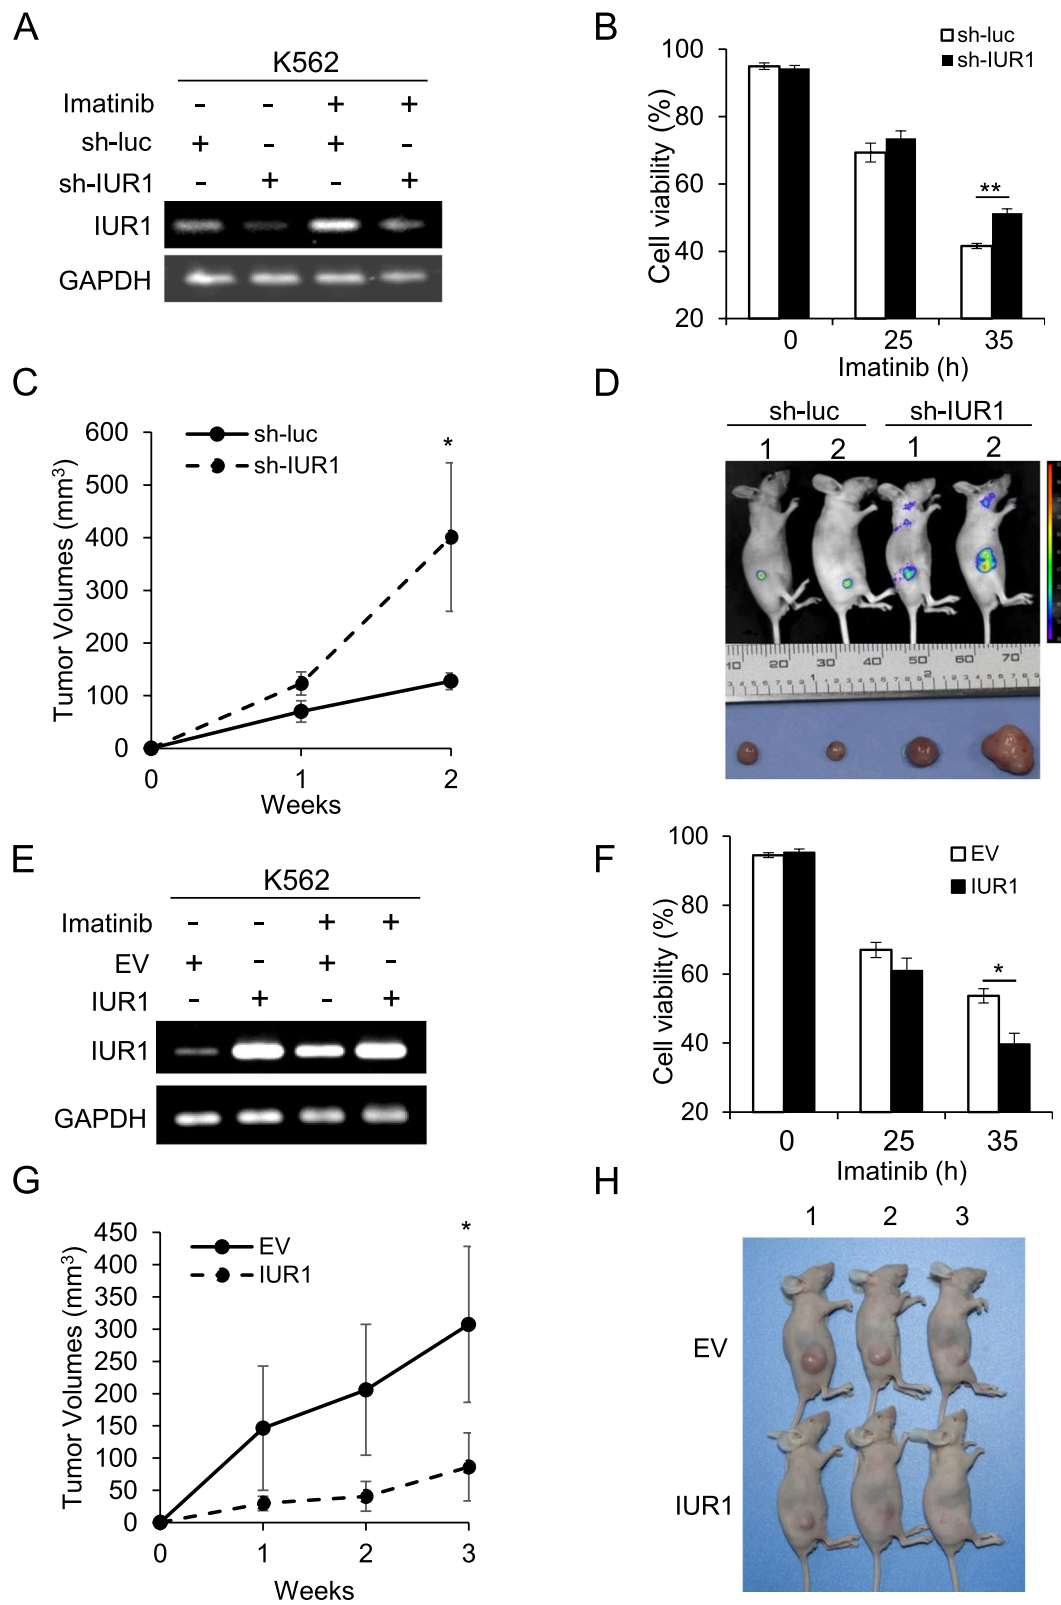 A
K562
Imatinib - - + +
sh-luc + - + -
sh-IUR1 - + - +
IUR1
GAPDH
B
sh-luc
sh-IUR1
Cell viability (%)
100
80
60
40
20
**
0 25 35
Imatinib (h)
C
sh-luc
sh-IUR1
Tumor Volumes (mm³)
600
500
400
300
200
100
0
*
0 1 2
Weeks
D
sh-luc sh-IUR1
1 2 1 2
10 20 30 40 50 60 70
1 2
E
K562
Imatinib - - + +
EV + - + -
IUR1 - + - +
IUR1
GAPDH
F
EV
IUR1
Cell viability (%)
100
80
60
40
20
*
0 25 35
Imatinib (h)
G
EV
IUR1
Tumor Volumes (mm³)
450
400
350
300
250
200
150
100
50
0
*
0 1 2 3
Weeks
H
1 2 3
EV
IUR1